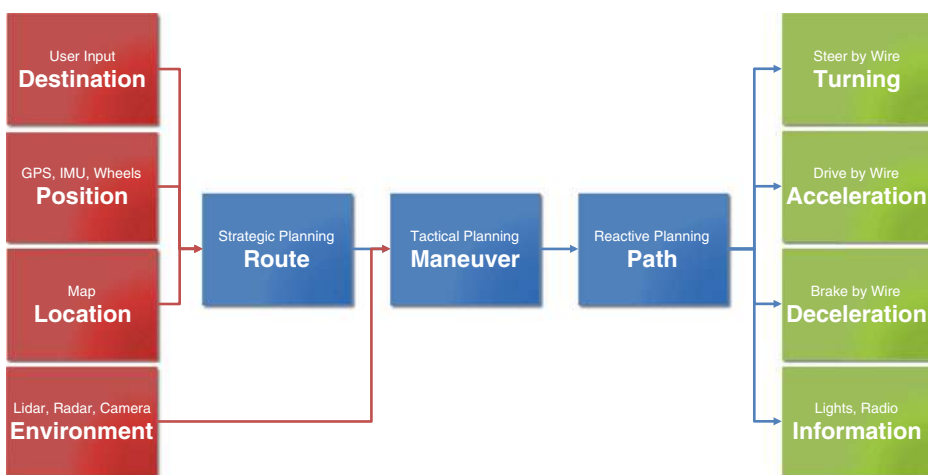 User Input
Destination
GPS, IMU, Wheels
Position
Map
Location
Lidar, Radar, Camera
Environment
Strategic Planning
Route
Tactical Planning
Maneuver
Reactive Planning
Path
Steer by Wire
Turning
Drive by Wire
Acceleration
Brake by Wire
Deceleration
Lights, Radio
Information